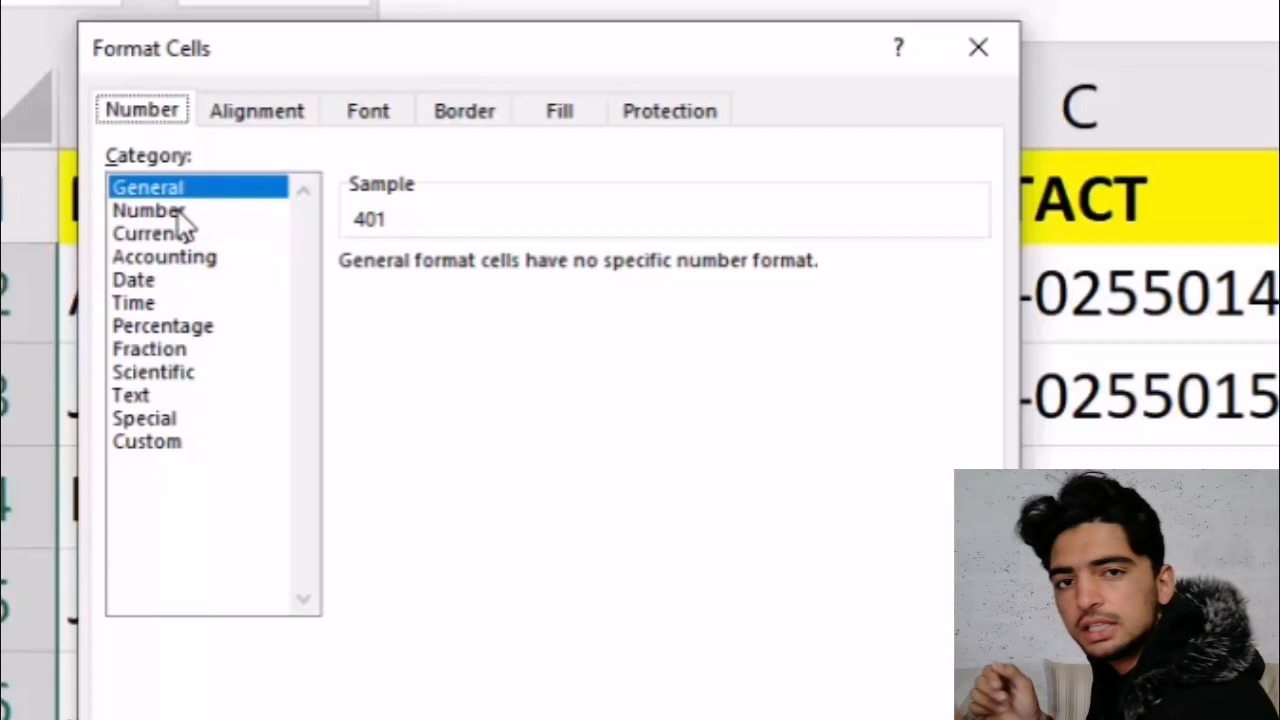 Format Cells ?
Number Alignment Font Border Fill Protection
C
Category:
General
Number
Currency
Accounting
Date
Time
Percentage
Fraction
Scientific
Text
Special
Custom
Sample
401
General format cells have no specific number format.
TACT
-0255014
-0255015